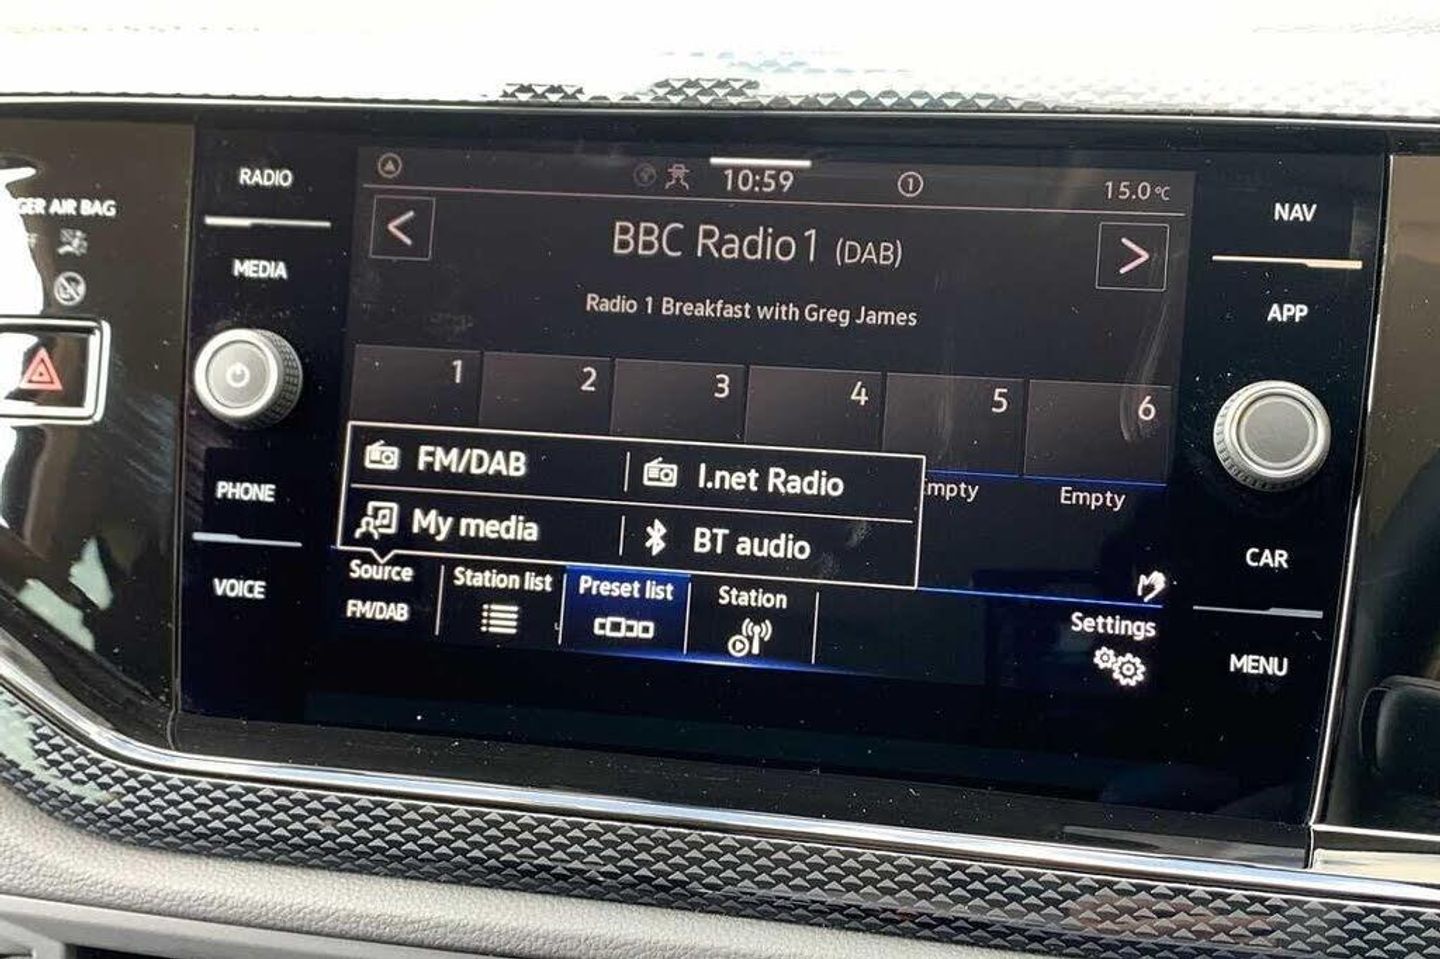 GER AIR BAG
RADIO
MEDIA
PHONE
VOICE
10:59
1
15.0 °C
BBC Radio 1 (DAB)
Radio 1 Breakfast with Greg James
1 2 3 4 5 6
Empty
FM/DAB
I.net Radio
My media
BT audio
Source
FM/DAB
Station list
Preset list
Station
Settings
NAV
APP
CAR
MENU